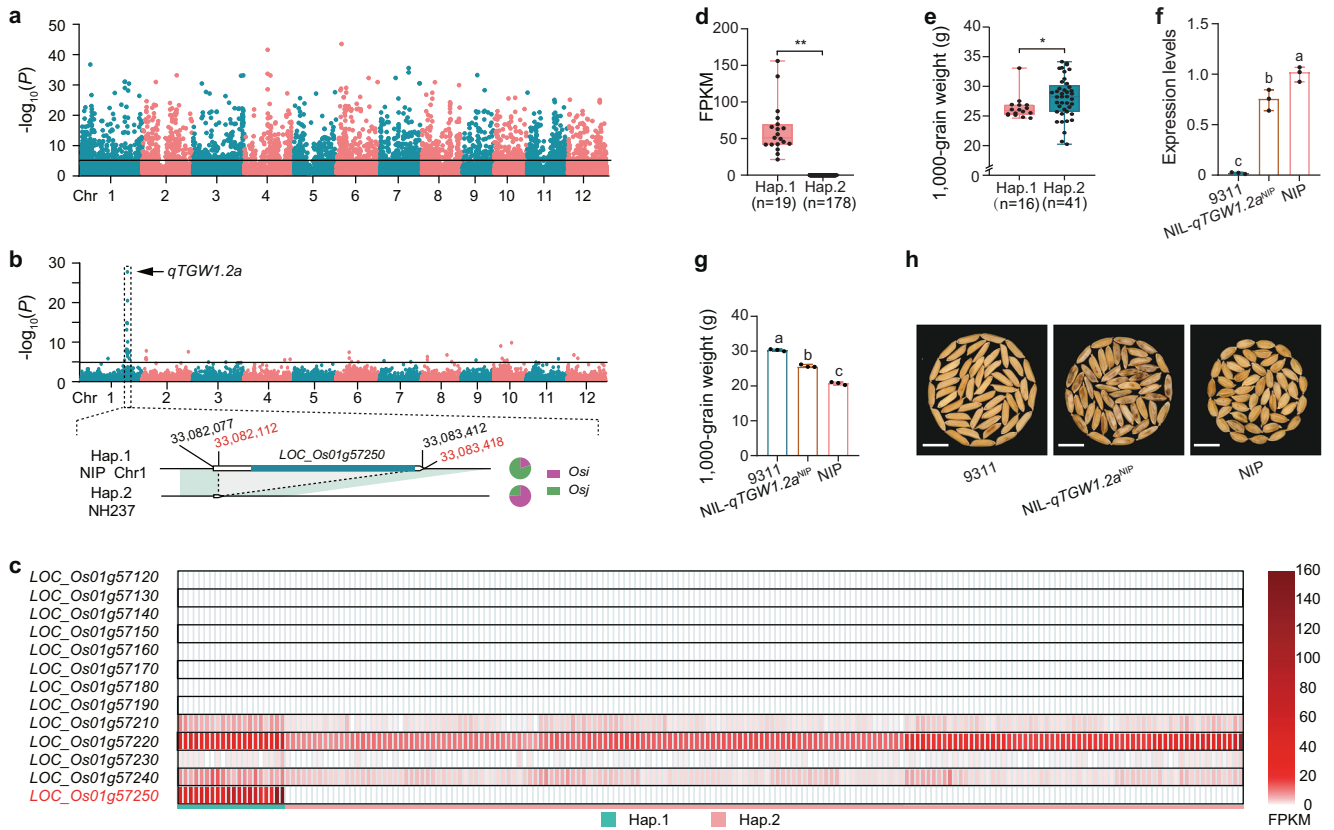 a
50
40
30
20
10
0
-log10(P)
Chr 1 2 3 4 5 6 7 8 9 10 11 12
b
30
20
30
10
0
-log10(P)
qTGW1.2a
Chr 1 2 3 4 5 6 7 8 9 10 11 12
33,082,077
33,082,112
LOC_Os01g57250
33,083,412
33,083,418
Hap.1
NIP Chr1
Hap.2
NH237
Osi
Osj
c
LOC_Os01g57120
LOC_Os01g57130
LOC_Os01g57140
LOC_Os01g57150
LOC_Os01g57160
LOC_Os01g57170
LOC_Os01g57180
LOC_Os01g57190
LOC_Os01g57210
LOC_Os01g57220
LOC_Os01g57230
LOC_Os01g57240
LOC_Os01g57250
Hap.1
Hap.2
160
140
120
100
80
60
40
20
0
FPKM
d
150
200
100
50
0
FPKM
**
Hap.1
(n=19)
Hap.2
(n=178)
e
40
35
30
25
20
0
1,000-grain weight (g)
*
Hap.1
(n=16)
Hap.2
(n=41)
f
1.5
1.0
0.5
0
Expression levels
c
b
a
9311
NIL-qTGW1.2aNIP
NIP
g
40
30
20
10
0
1,000-grain weight (g)
a
b
c
9311
NIL-qTGW1.2aNIP
NIP
h
9311
NIL-qTGW1.2aNIP
NIP